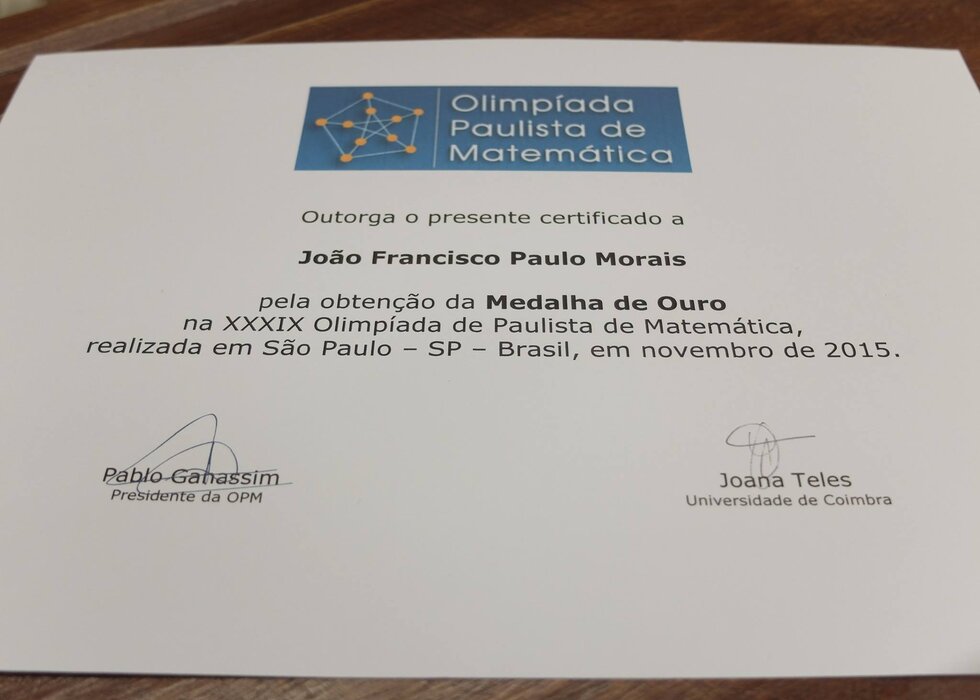 Olimpíada
Paulista de
Matemática
Outorga o presente certificado a
João Francisco Paulo Morais
pela obtenção da Medalha de Ouro
na XXXIX Olimpíada de Paulista de Matemática,
realizada em São Paulo – SP – Brasil, em novembro de 2015.
Pablo Ganassim
Presidente da OPM
Joana Teles
Universidade de Coimbra